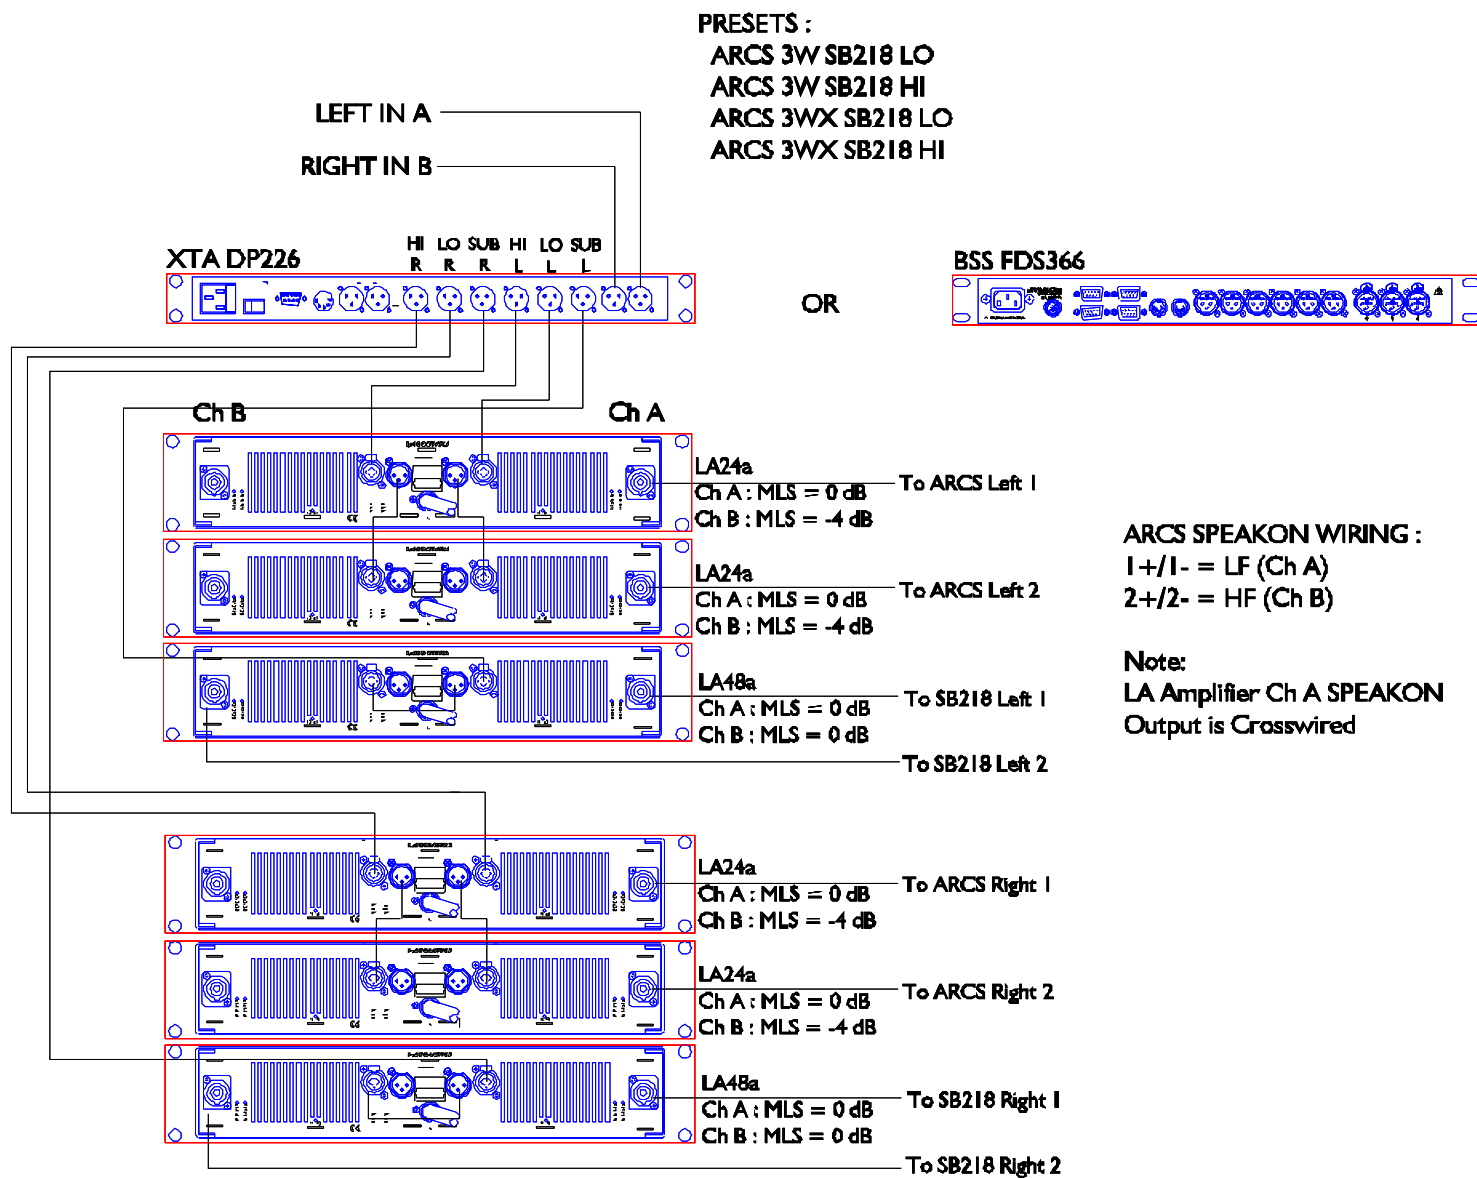 PRESETS :
ARCS 3W SB218 LO
ARCS 3W SB218 HI
ARCS 3WX SB218 LO
ARCS 3WX SB218 HI
LEFT IN A
RIGHT IN B
XTA DP226
HI LO SUB HI LO SUB
R R R L L L
OR
BSS FDS366
Ch B
Ch A
LA24a
Ch A : MLS = 0 dB
Ch B : MLS = -4 dB
To ARCS Left 1
LA24a
Ch A : MLS = 0 dB
Ch B : MLS = -4 dB
To ARCS Left 2
LA48a
Ch A : MLS = 0 dB
Ch B : MLS = 0 dB
To SB218 Left 1
To SB218 Left 2
ARCS SPEAKON WIRING :
1+/1- = LF (Ch A)
2+/2- = HF (Ch B)
Note:
LA Amplifier Ch A SPEAKON
Output is Crosswired
LA24a
Ch A : MLS = 0 dB
Ch B : MLS = -4 dB
To ARCS Right 1
LA24a
Ch A : MLS = 0 dB
Ch B : MLS = -4 dB
To ARCS Right 2
LA48a
Ch A : MLS = 0 dB
Ch B : MLS = 0 dB
To SB218 Right 1
To SB218 Right 2